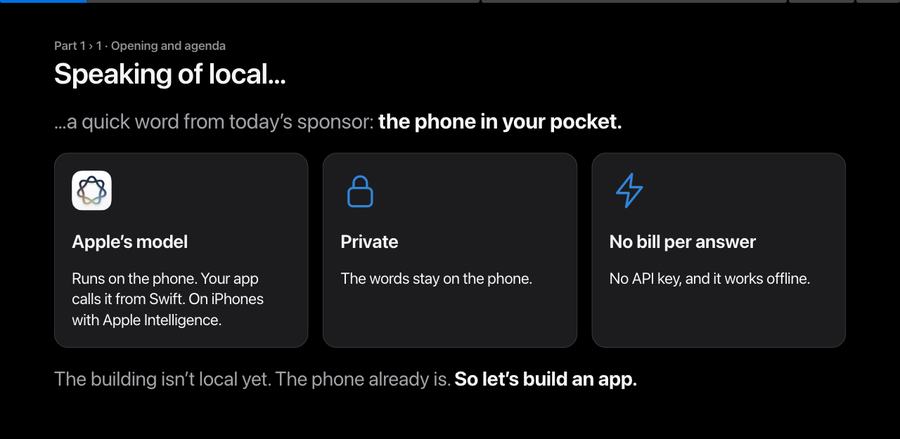 Part 1 › 1 · Opening and agenda
Speaking of local…
…a quick word from today’s sponsor: the phone in your pocket.
Apple’s model
Runs on the phone. Your app
calls it from Swift. On iPhones
with Apple Intelligence.
Private
The words stay on the phone.
No bill per answer
No API key, and it works offline.
The building isn’t local yet. The phone already is. So let’s build an app.